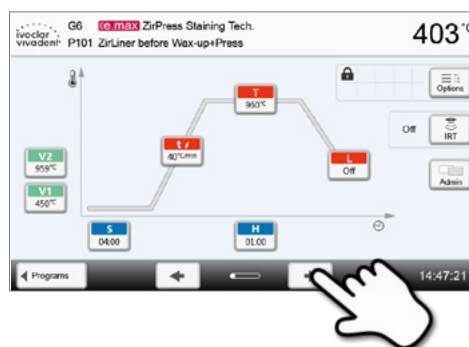 ivoclar
vivadent
G6 IPS e.max ZirPress Staining Tech.
P101 ZirLiner before Wax-up+Press
403°C
T
960°C
Options
t
40°C/min
Off
IRT
V2
959°C
L
Off
Admin
V1
450°C
S
04:00
H
01:00
Programs
14:47:21